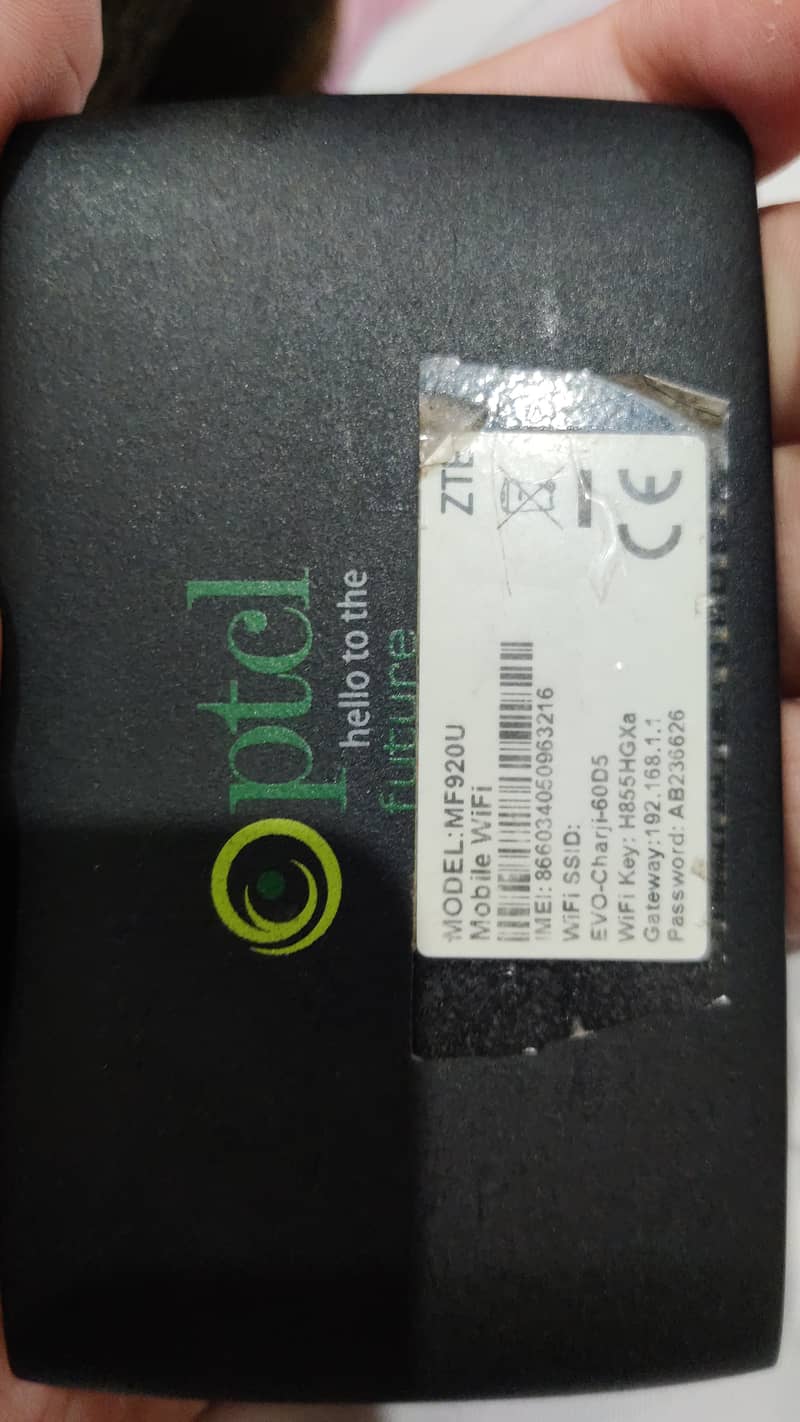 ptcl
hello to the
future
ZTE
CE
MODEL:MF920U
Mobile WiFi
IMEI: 866034050963216
WiFi SSID:
EVO-Charji-60D5
WiFi Key: H855HGXa
Gateway:192.168.1.1
Password: AB236626